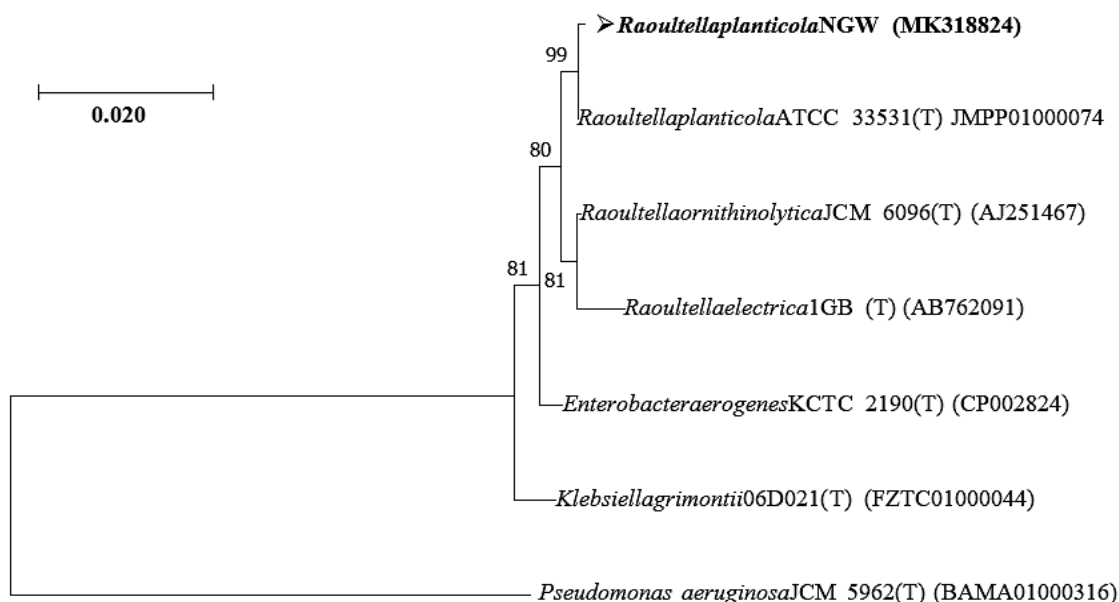 RaoultellaplanticolaNGW (MK318824)
99
0.020
RaoultellaplanticolaATCC 33531(T) JMPP01000074
80
RaoultellaornithinolyticaJCM 6096(T) (AJ251467)
81
81
Raoultellaelectrica1GB (T) (AB762091)
EnterobacteraerogenesKCTC 2190(T) (CP002824)
Klebsiellagrimontii06D021(T) (FZTC01000044)
Pseudomonas aeruginosaJCM 5962(T) (BAMA01000316)